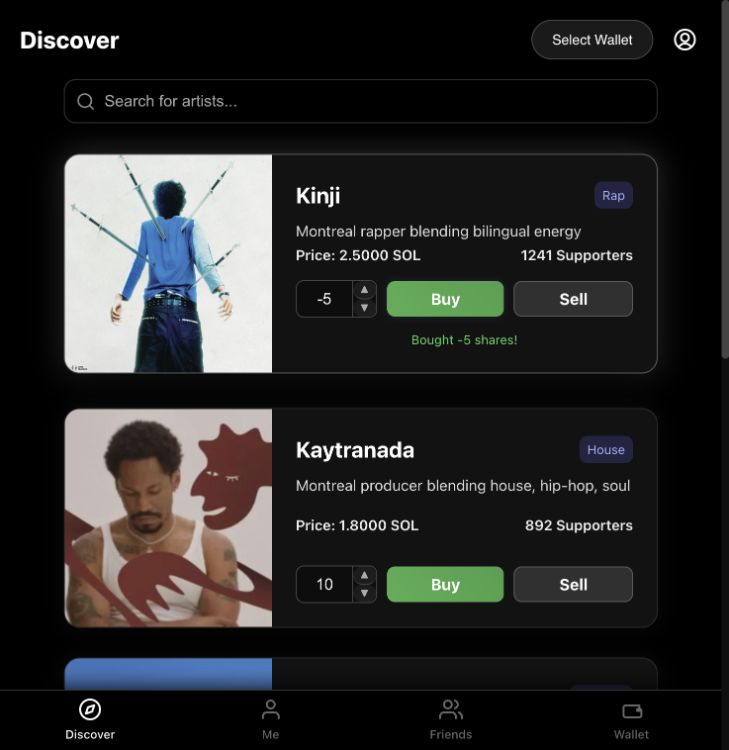 Discover
Select Wallet
Search for artists...
Kinji
Rap
Montreal rapper blending bilingual energy
Price: 2.5000 SOL
1241 Supporters
-5
Buy
Sell
Bought -5 shares!
Kaytranada
House
Montreal producer blending house, hip-hop, soul
Price: 1.8000 SOL
892 Supporters
10
Buy
Sell
Discover
Me
Friends
Wallet